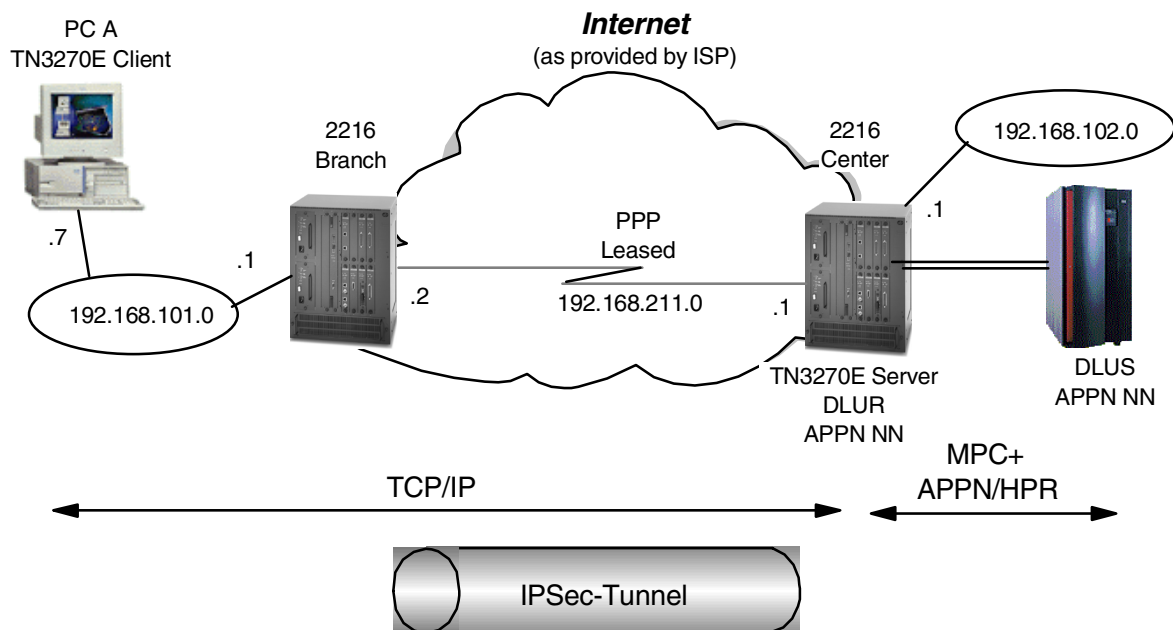 PC A
TN3270E Client
Internet
(as provided by ISP)
2216
Branch
2216
Center
192.168.102.0
.1
.7
.1
PPP
Leased
.2
192.168.211.0
.1
192.168.101.0
TN3270E Server
DLUR
APPN NN
DLUS
APPN NN
TCP/IP
MPC+
APPN/HPR
IPSec-Tunnel